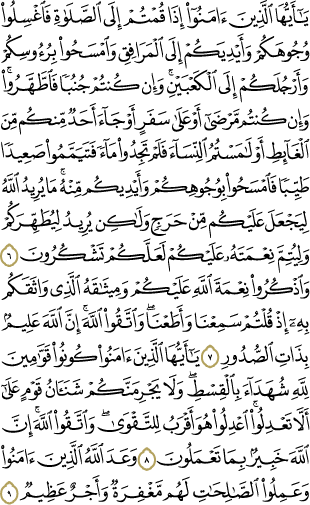 يَـٰٓأَيُّهَا ٱلَّذِينَ ءَامَنُوٓا۟ إِذَا قُمْتُمْ إِلَى ٱلصَّلَوٰةِ فَٱغْسِلُوا۟
وُجُوهَكُمْ وَأَيْدِيَكُمْ إِلَى ٱلْمَرَافِقِ وَٱمْسَحُوا۟ بِرُءُوسِكُمْ
وَأَرْجُلَكُمْ إِلَى ٱلْكَعْبَيْنِ ۚ وَإِن كُنتُمْ جُنُبًا فَٱطَّهَّرُوا۟ ۚ
وَإِن كُنتُم مَّرْضَىٰٓ أَوْ عَلَىٰ سَفَرٍ أَوْ جَآءَ أَحَدٌ مِّنكُم مِّنَ
ٱلْغَآئِطِ أَوْ لَـٰمَسْتُمُ ٱلنِّسَآءَ فَلَمْ تَجِدُوا۟ مَآءً فَتَيَمَّمُوا۟ صَعِيدًا
طَيِّبًا فَٱمْسَحُوا۟ بِوُجُوهِكُمْ وَأَيْدِيكُم مِّنْهُ ۚ مَا يُرِيدُ ٱللَّهُ
لِيَجْعَلَ عَلَيْكُم مِّنْ حَرَجٍ وَلَـٰكِن يُرِيدُ لِيُطَهِّرَكُمْ
وَلِيُتِمَّ نِعْمَتَهُۥ عَلَيْكُمْ لَعَلَّكُمْ تَشْكُرُونَ ٦
وَٱذْكُرُوا۟ نِعْمَةَ ٱللَّهِ عَلَيْكُمْ وَمِيثَـٰقَهُ ٱلَّذِى وَاثَقَكُم
بِهِۦٓ إِذْ قُلْتُمْ سَمِعْنَا وَأَطَعْنَا ۖ وَٱتَّقُوا۟ ٱللَّهَ ۚ إِنَّ ٱللَّهَ عَلِيمٌۢ
بِذَاتِ ٱلصُّدُورِ ٧ يَـٰٓأَيُّهَا ٱلَّذِينَ ءَامَنُوا۟ كُونُوا۟ قَوَّٰمِينَ
لِلَّهِ شُهَدَآءَ بِٱلْقِسْطِ ۖ وَلَا يَجْرِمَنَّكُمْ شَنَـَٔانُ قَوْمٍ عَلَىٰٓ
أَلَّا تَعْدِلُوا۟ ۚ ٱعْدِلُوا۟ هُوَ أَقْرَبُ لِلتَّقْوَىٰ ۖ وَٱتَّقُوا۟ ٱللَّهَ ۚ إِنَّ
ٱللَّهَ خَبِيرٌۢ بِمَا تَعْمَلُونَ ٨ وَعَدَ ٱللَّهُ ٱلَّذِينَ ءَامَنُوا۟
وَعَمِلُوا۟ ٱلصَّـٰلِحَـٰتِ ۙ لَهُم مَّغْفِرَةٌ وَأَجْرٌ عَظِيمٌ ٩